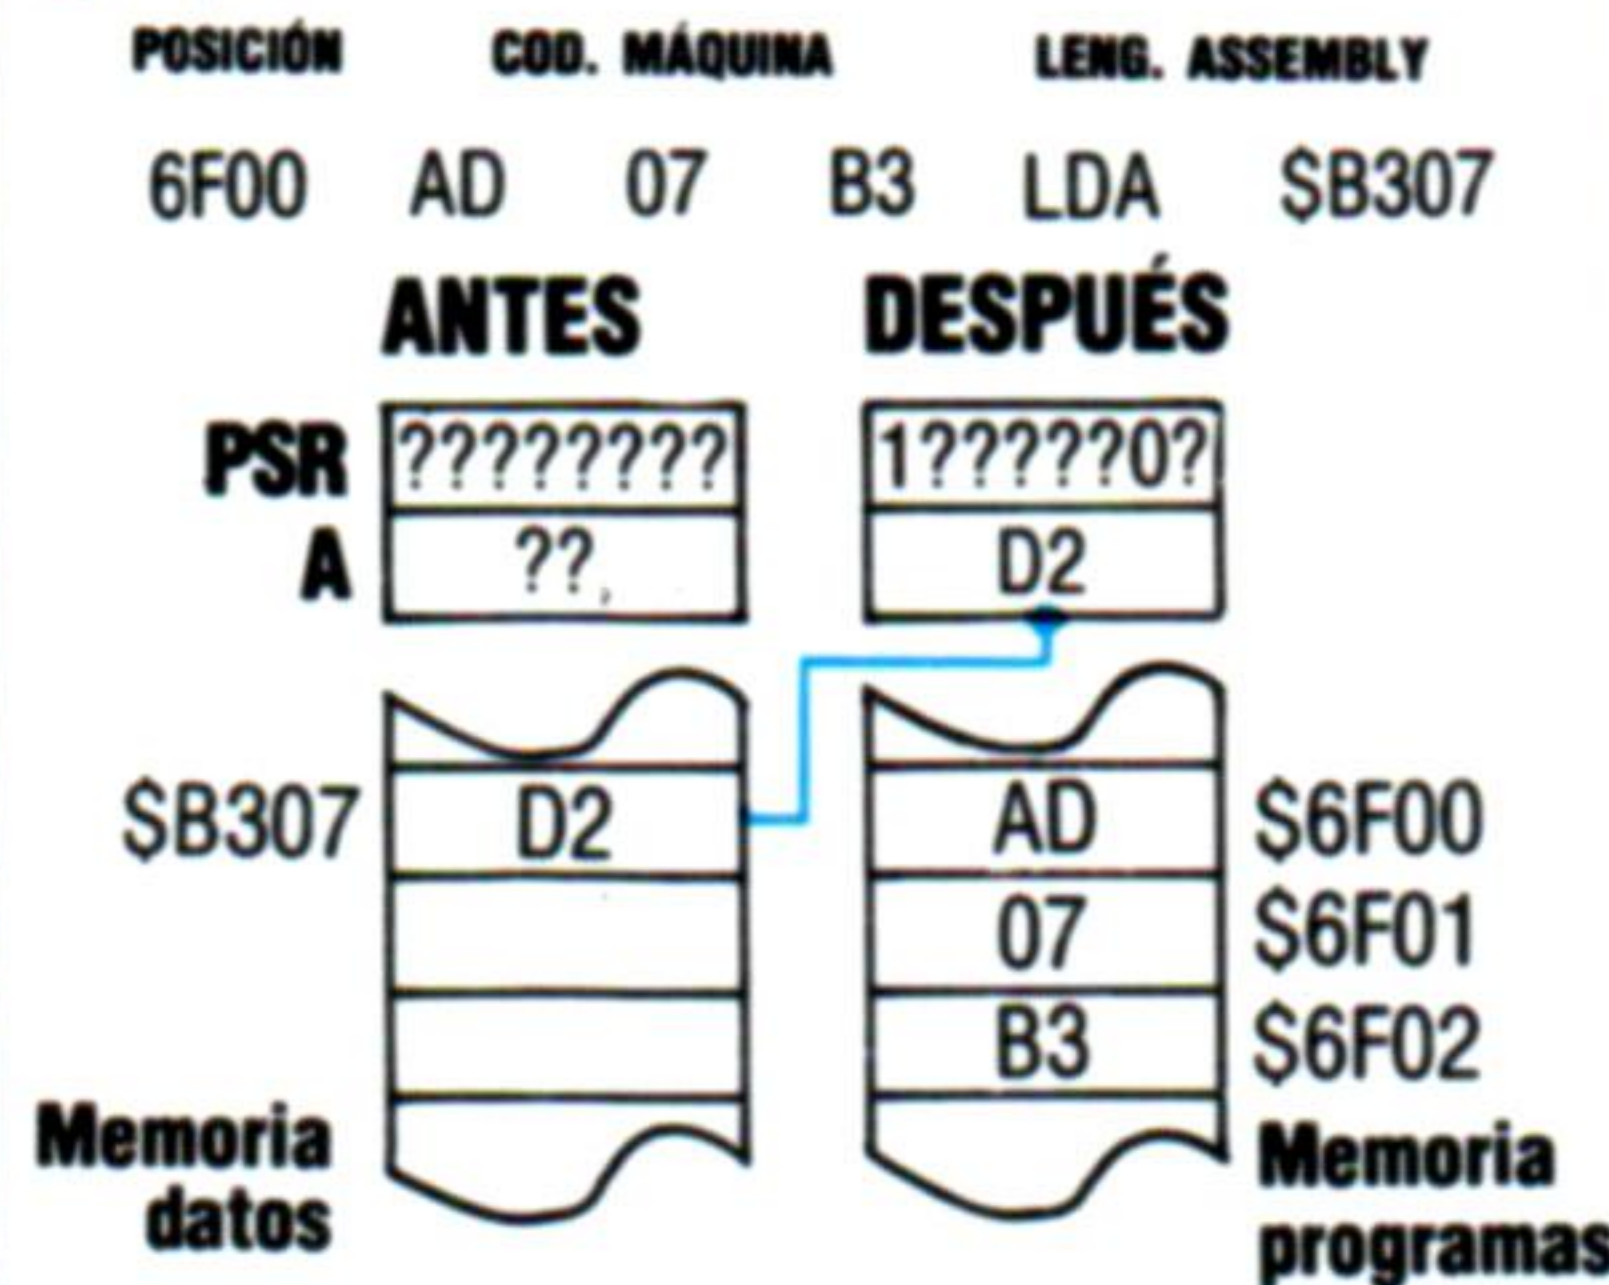 POSICIÓN COD. MÁQUINA LENG. ASSEMBLY
6F00 AD 07 B3 LDA $B307
ANTES DESPUÉS
PSR ???????? 1?????0?
A ?? D2
$B307 D2 AD $6F00
07 $6F01
B3 $6F02
Memoria datos
Memoria programas